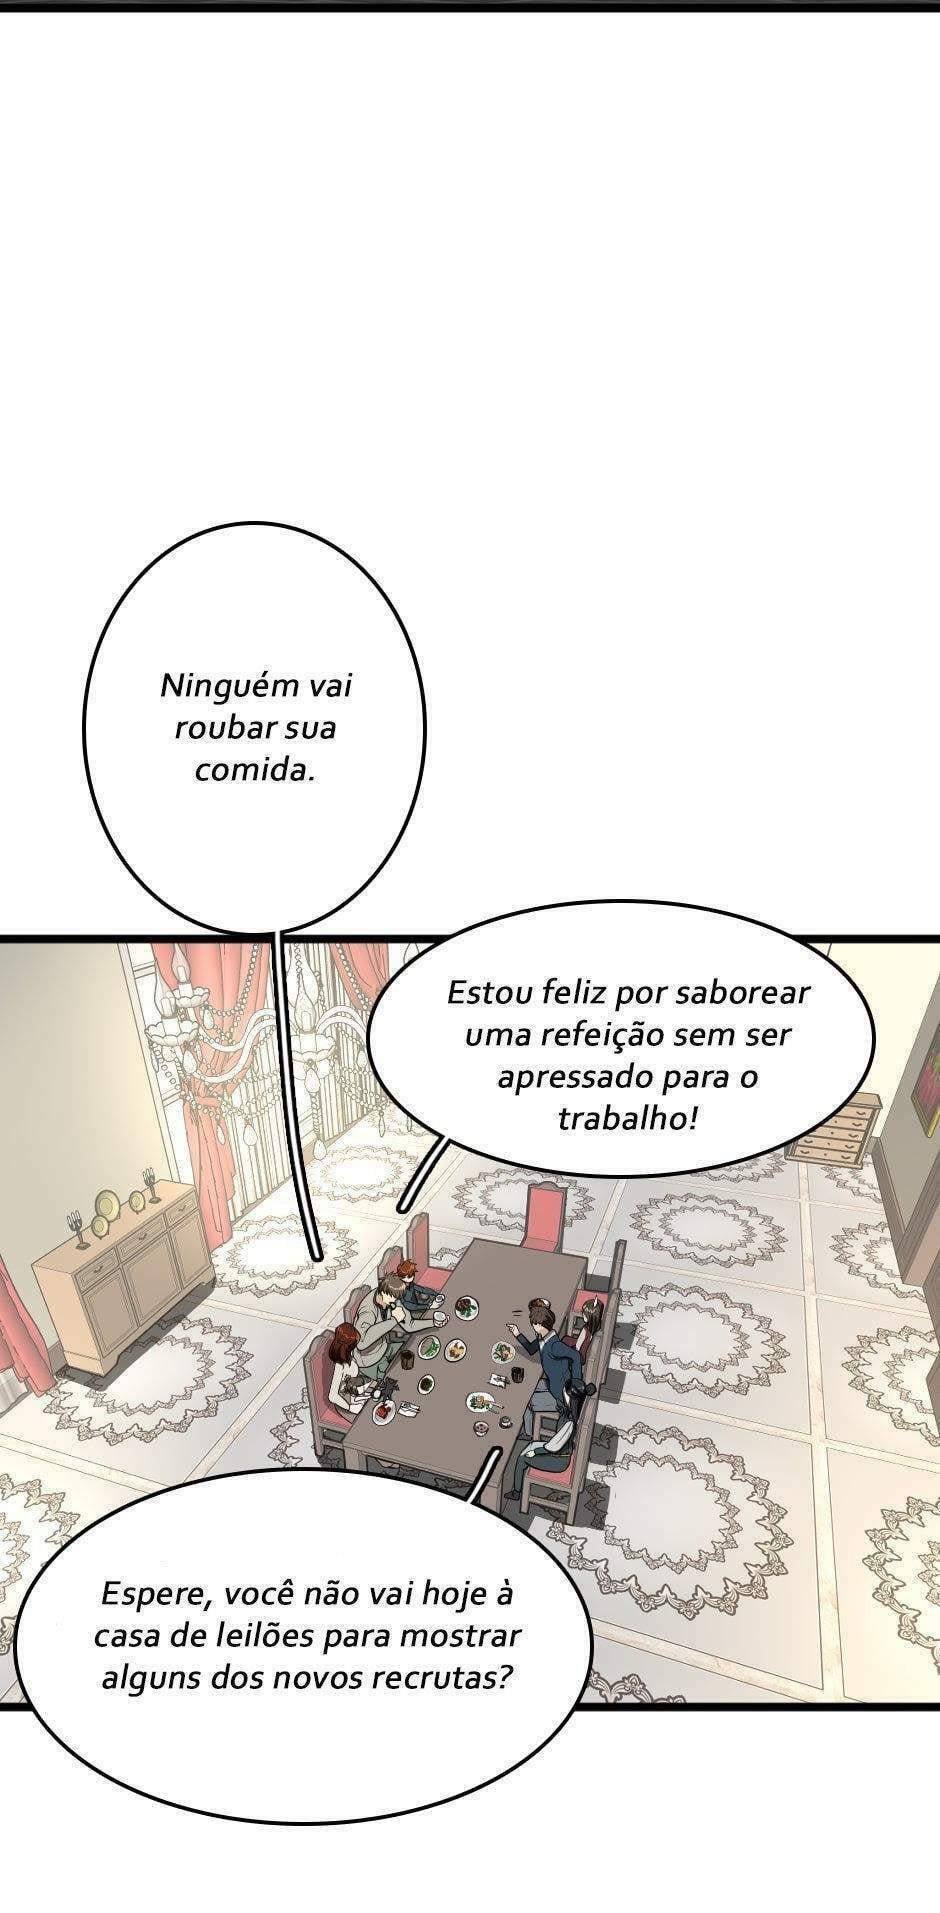 Ninguém vai
roubar sua
comida.
Estou feliz por saborear
uma refeição sem ser
apressado para o
trabalho!
Espere, você não vai hoje à
casa de leilões para mostrar
alguns dos novos recrutas?